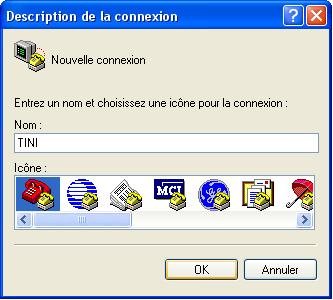 Description de la connexion
Nouvelle connexion
Entrez un nom et choisissez une icône pour la connexion :
Nom :
TINI
Icône :
MCI
OK
Annuler